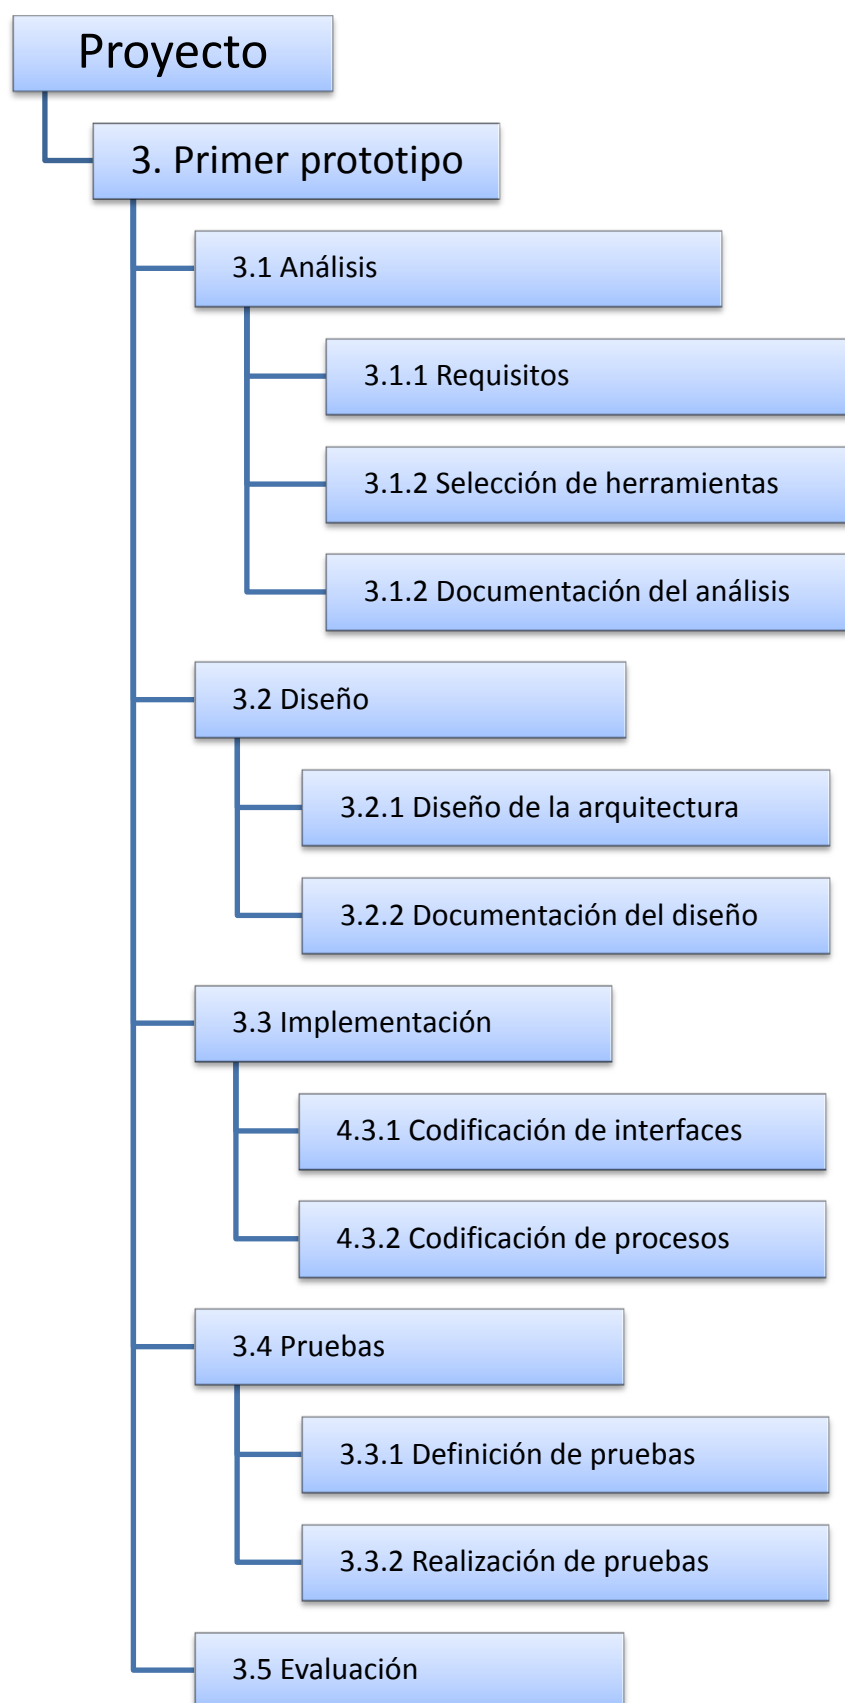 Proyecto
3. Primer prototipo
3.1 Análisis
3.1.1 Requisitos
3.1.2 Selección de herramientas
3.1.2 Documentación del análisis
3.2 Diseño
3.2.1 Diseño de la arquitectura
3.2.2 Documentación del diseño
3.3 Implementación
4.3.1 Codificación de interfaces
4.3.2 Codificación de procesos
3.4 Pruebas
3.3.1 Definición de pruebas
3.3.2 Realización de pruebas
3.5 Evaluación